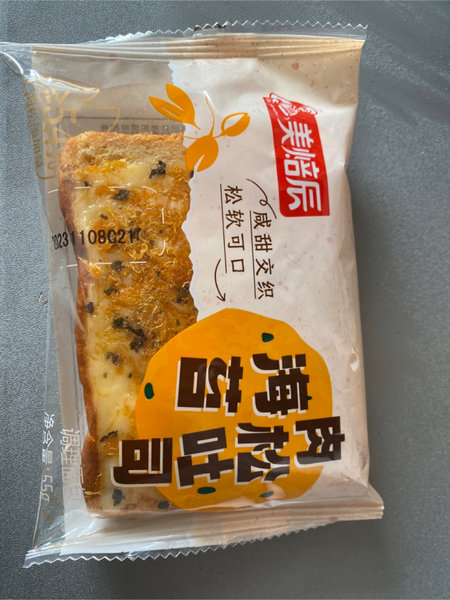 美焙辰
咸甜交织
松软可口
海苔
肉松吐司
净含量:55g